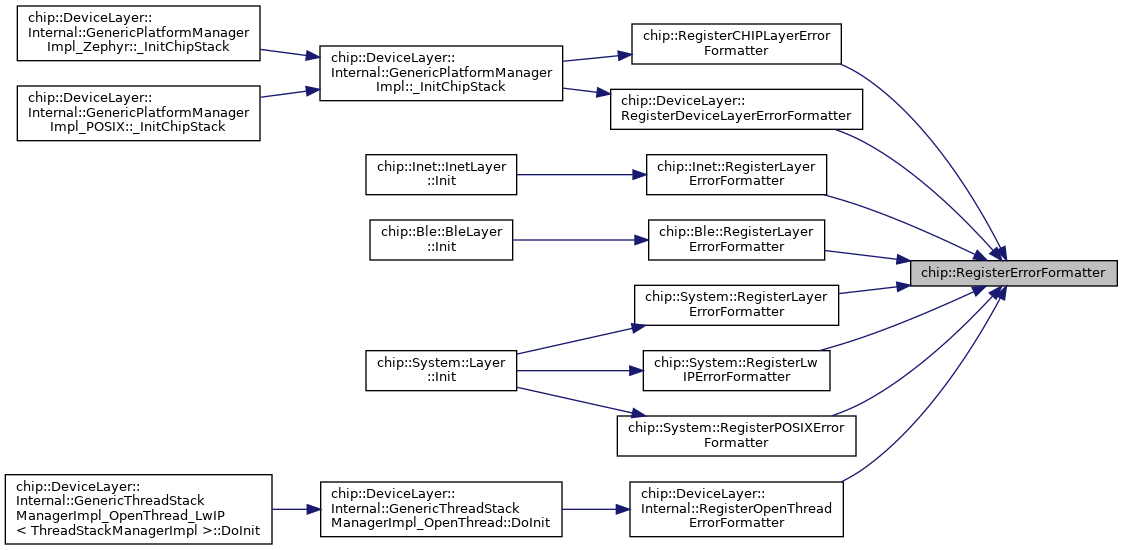 chip::DeviceLayer::
Internal::GenericPlatformManager
Impl_Zephyr::_InitChipStack
chip::DeviceLayer::
Internal::GenericPlatformManager
Impl_POSIX::_InitChipStack
chip::DeviceLayer::
Internal::GenericPlatformManager
Impl::_InitChipStack
chip::RegisterCHIPLayerError
Formatter
chip::DeviceLayer::
RegisterDeviceLayerErrorFormatter
chip::Inet::InetLayer
::Init
chip::Inet::RegisterLayer
ErrorFormatter
chip::Ble::BleLayer
::Init
chip::Ble::RegisterLayer
ErrorFormatter
chip::RegisterErrorFormatter
chip::System::RegisterLayer
ErrorFormatter
chip::System::Layer
::Init
chip::System::RegisterLw
IPErrorFormatter
chip::System::RegisterPOSIXError
Formatter
chip::DeviceLayer::
Internal::GenericThreadStack
ManagerImpl_OpenThread_LwIP
< ThreadStackManagerImpl >::DoInit
chip::DeviceLayer::
Internal::GenericThreadStack
ManagerImpl_OpenThread::DoInit
chip::DeviceLayer::
Internal::RegisterOpenThread
ErrorFormatter